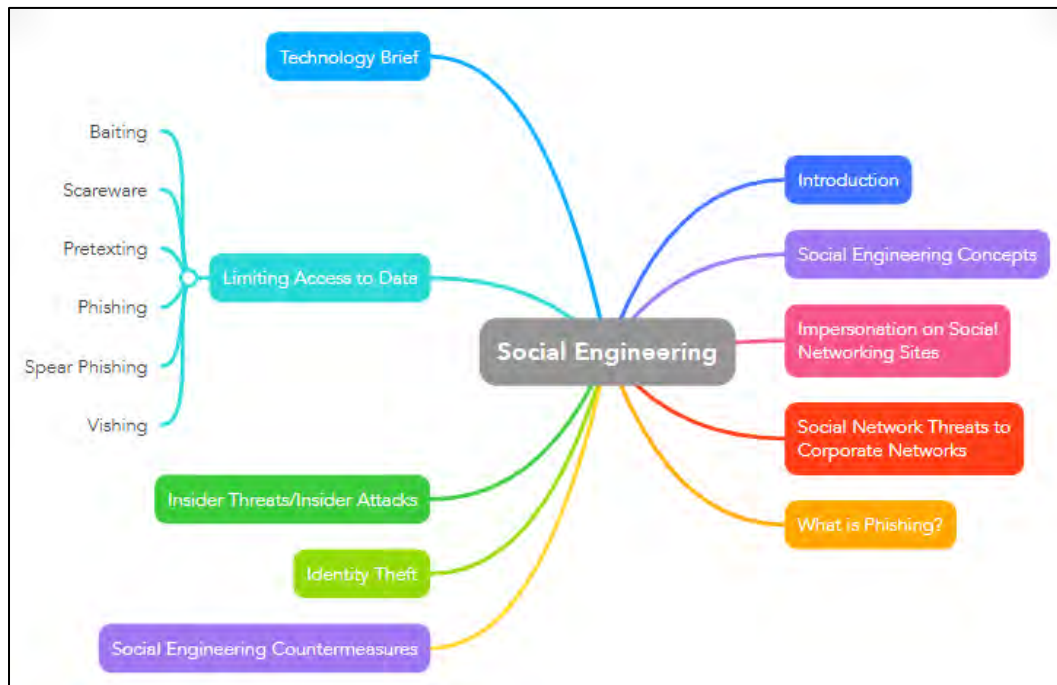 Technology Brief
Baiting
Scareware
Pretexting
Limiting Access to Data
Phishing
Spear Phishing
Vishing
Insider Threats/Insider Attacks
Identity Theft
Social Engineering Countermeasures
Social Engineering
Introduction
Social Engineering Concepts
Impersonation on Social
Networking Sites
Social Network Threats to
Corporate Networks
What is Phishing?